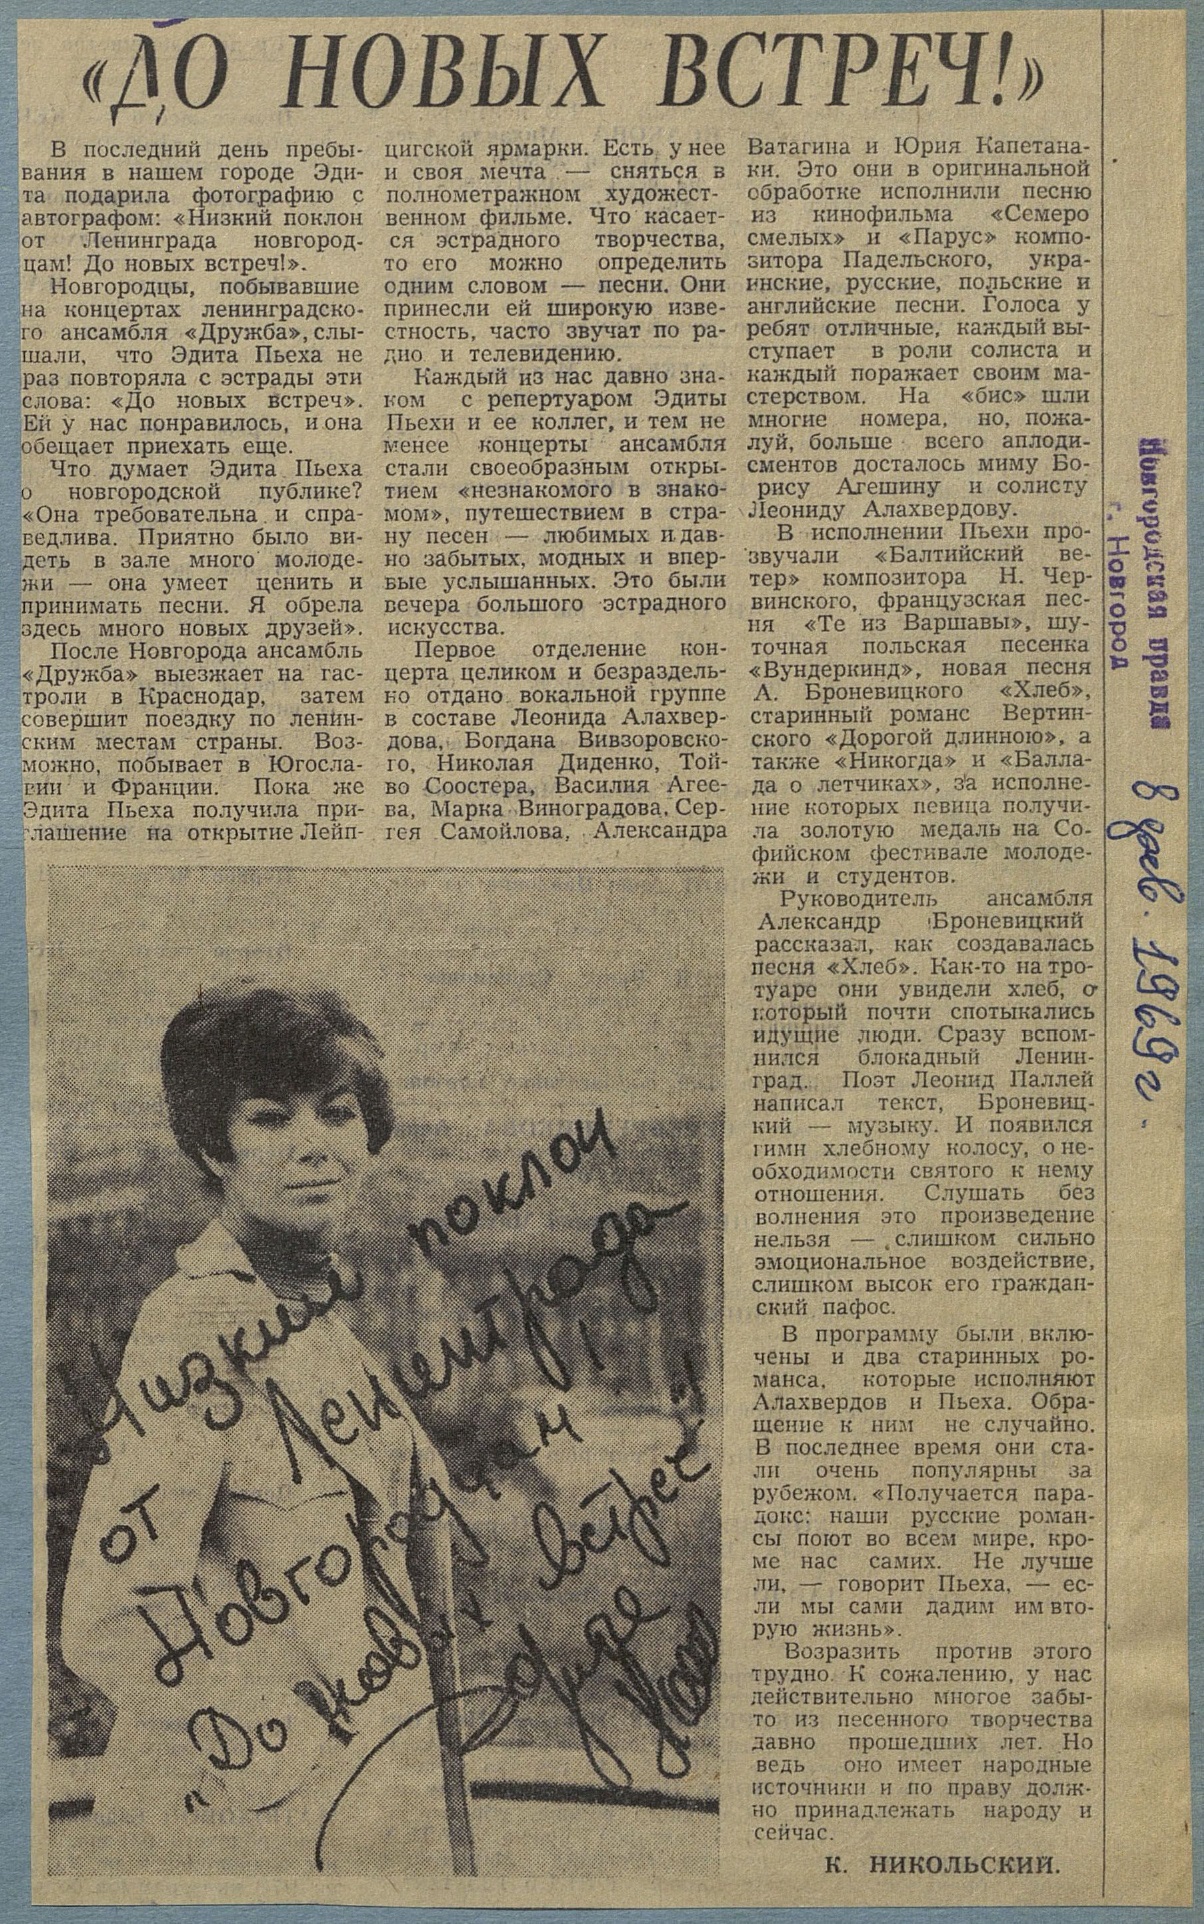 «ДО НОВЫХ ВСТРЕЧ!»
В последний день пребы-
вания в нашем городе Эди-
та подарила фотографию с
автографом: «Низкий поклон
от Ленинграда новгород-
цам! До новых встреч!».
Новгородцы, побывавшие
на концертах ленинградско-
го ансамбля «Дружба», слы-
шали, что Эдита Пьеха не
раз повторяла с эстрады эти
слова: «До новых встреч».
Ей у нас понравилось, и она
обещает приехать еще.
Что думает Эдита Пьеха
о новгородской публике?
«Она требовательна и спра-
ведлива. Приятно было ви-
деть в зале много молоде-
жи — она умеет ценить и
принимать песни. Я обрела
здесь много новых друзей».
После Новгорода ансамбль
«Дружба» выезжает на гас-
троли в Краснодар, затем
совершит поездку по ленин-
ским местам страны. Воз-
можно, побывает в Югосла-
вии и Франции. Пока же
Эдита Пьеха получила при-
глашение на открытие Лейп-
цигской ярмарки. Есть у нее
и своя мечта — сняться в
полнометражном художест-
венном фильме. Что касает-
ся эстрадного творчества,
то его можно определить
одним словом — песни. Они
принесли ей широкую изве-
стность, часто звучат по ра-
дио и телевидению.
Каждый из нас давно зна-
ком с репертуаром Эдиты
Пьехи и ее коллег, и тем не
менее концерты ансамбля
стали своеобразным откры-
тием «незнакомого в знако-
мом», путешествием в стра-
ну песен — любимых и дав-
но забытых, модных и впер-
вые услышанных. Это были
вечера большого эстрадного
искусства.
Первое отделение кон-
церта целиком и безраздель-
но отдано вокальной группе
в составе Леонида Алахвер-
дова, Богдана Вивзоровско-
го, Николая Диденко, Той-
во Соостера, Василия Агее-
ва, Марка Виноградова, Сер-
гея Самойлова, Александра
Ватагина и Юрия Капетана-
ки. Это они в оригинальной
обработке исполнили песню
из кинофильма «Семеро
смелых» и «Парус» компо-
зитора Падельского, укра-
инские, русские, польские и
английские песни. Голоса у
ребят отличные, каждый вы-
ступает в роли солиста и
каждый поражает своим ма-
стерством. На «бис» шли
многие номера, но, пожа-
луй, больше всего аплоди-
сментов досталось миму Бо-
рису Агешину и солисту
Леониду Алахвердову.
В исполнении Пьехи про-
звучали «Балтийский ве-
тер» композитора Н. Чер-
винского, французская пес-
ня «Те из Варшавы», шу-
точная польская песенка
«Вундеркинд», новая песня
А. Броневицкого «Хлеб»,
старинный романс Вертин-
ского «Дорогой длинною», а
также «Никогда» и «Балла-
да о летчиках», за исполне-
ние которых певица получи-
ла золотую медаль на Со-
фийском фестивале молоде-
жи и студентов.
Руководитель ансамбля
Александр Броневицкий
рассказал, как создавалась
песня «Хлеб». Как-то на тро-
туаре они увидели хлеб, о
который почти спотыкались
идущие люди. Сразу вспом-
нился блокадный Ленин-
град. Поэт Леонид Паллей
написал текст, Броневиц-
кий — музыку. И появился
гимн хлебному колосу, о не-
обходимости святого к нему
отношения. Слушать без
волнения это произведение
нельзя — слишком сильно
эмоциональное воздействие,
слишком высок его граждан-
ский пафос.
В программу были вклю-
чены и два старинных ро-
манса, которые исполняют
Алахвердов и Пьеха. Обра-
щение к ним не случайно.
В последнее время они ста-
ли очень популярны за
рубежом. «Получается пара-
докс: наши русские роман-
сы поют во всем мире, кро-
ме нас самих. Не лучше
ли, — говорит Пьеха, — ес-
ли мы сами дадим им вто-
рую жизнь».
Возразить против этого
трудно. К сожалению, у нас
действительно многое забы-
то из песенного творчества
давно прошедших лет. Но
ведь оно имеет народные
источники и по праву долж-
но принадлежать народу и
сейчас.
К. НИКОЛЬСКИЙ.
Низкий поклон
от Ленинграда
Новгородцам!
"До новых встреч"!
Новгородская правда
г. Новгород
8 фев. 1969 г.